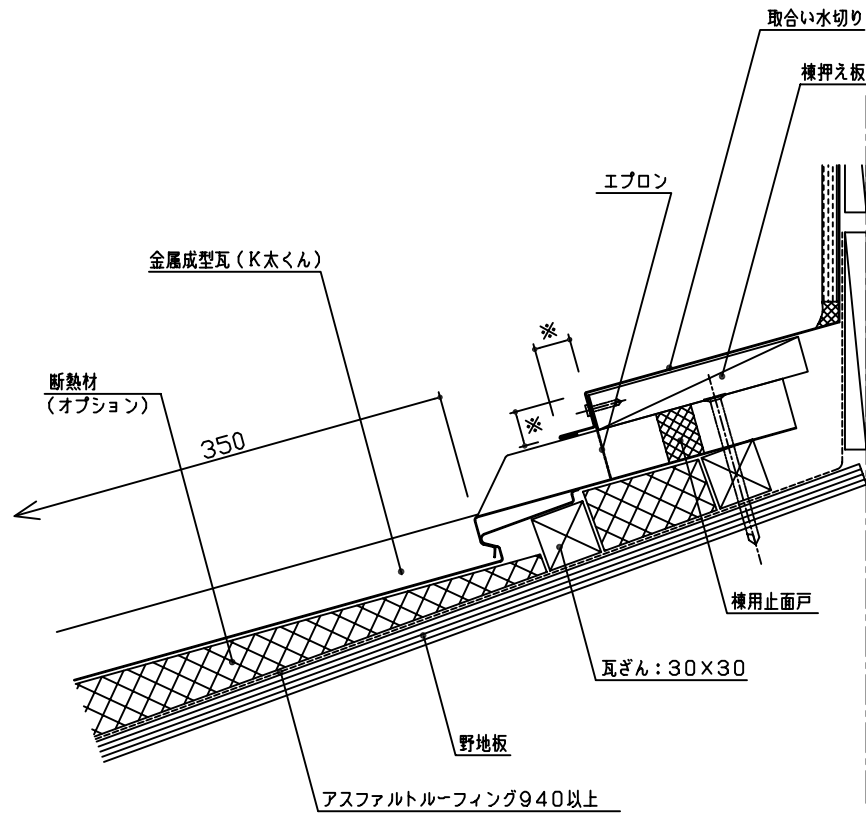 取合い水切り
棟押え板
エプロン
金属成型瓦（K太くん）
※
断熱材
（オプション）
※
350
棟用止面戸
瓦ざん：30×30
野地板
アスファルトルーフィング940以上